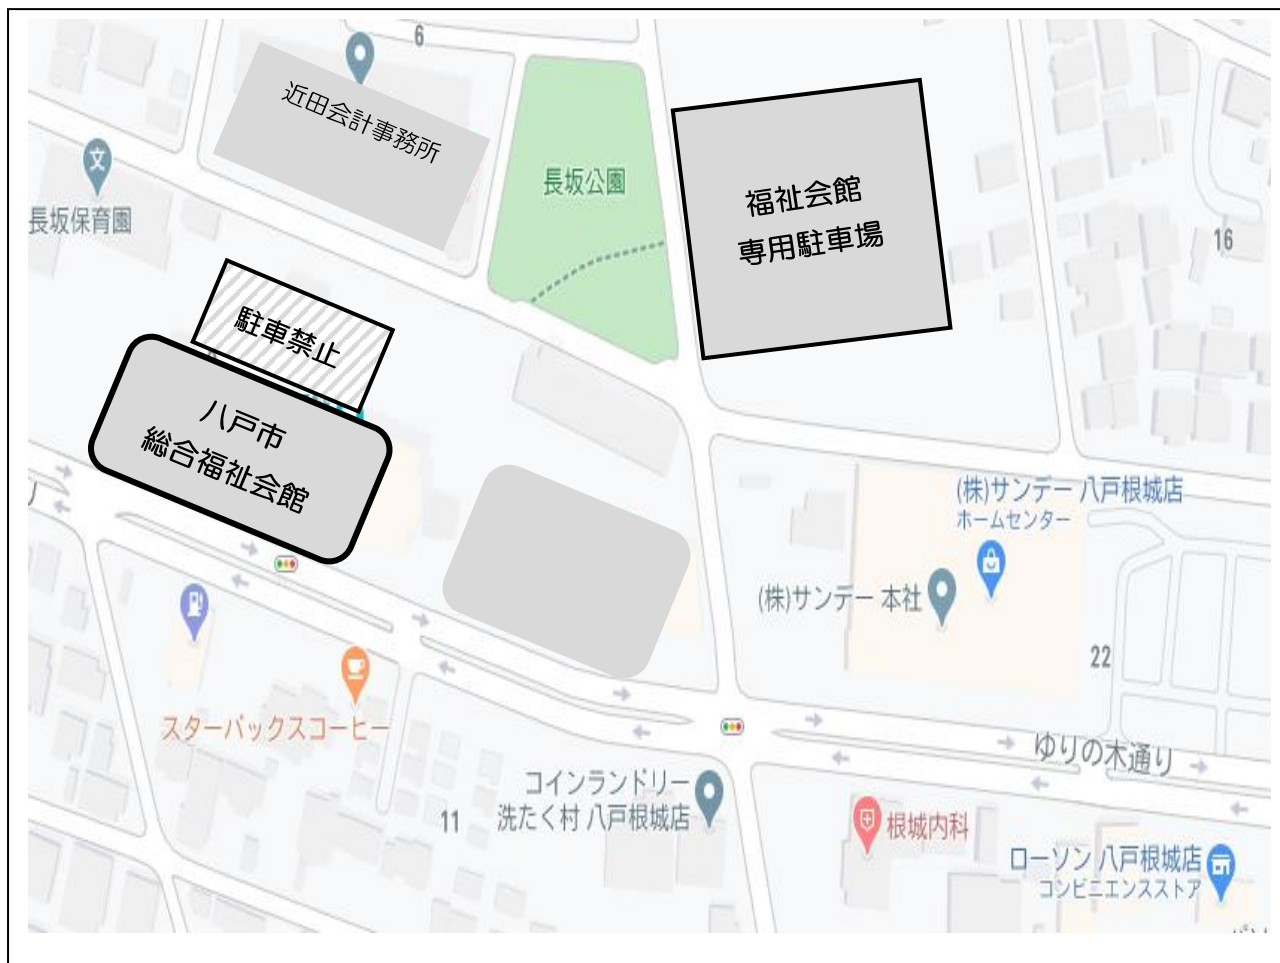 6
近田会計事務所
長坂公園
福祉会館
専用駐車場
長坂保育園
16
駐車禁止
八戸市
総合福祉会館
(株)サンデー 八戸根城店
ホームセンター
(株)サンデー 本社
22
スターバックスコーヒー
ゆりの木通り
コインランドリー
洗たく村 八戸根城店
11
根城内科
ローソン 八戸根城店
コンビニエンスストア
文